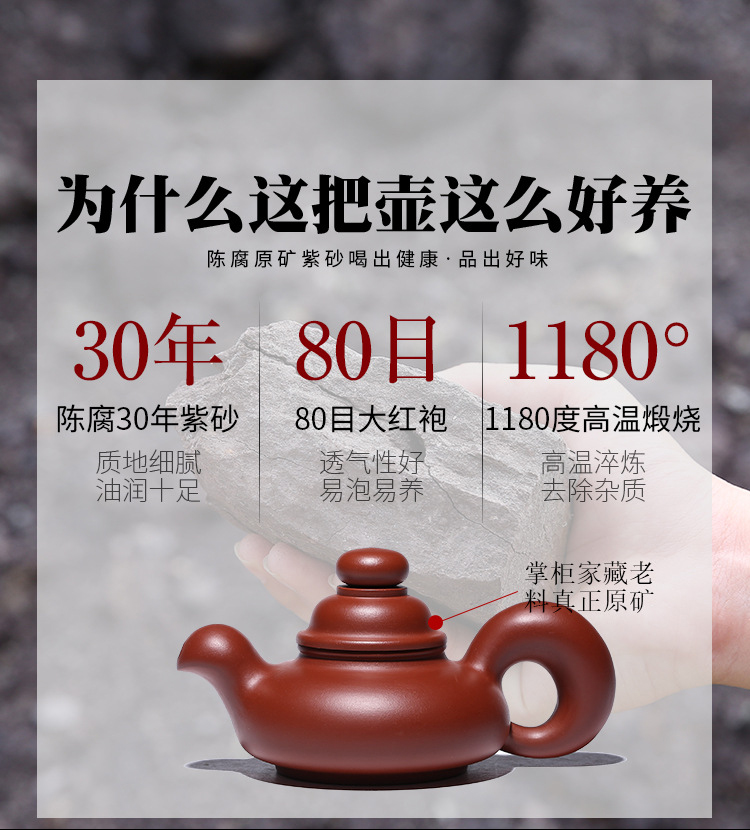 为什么这把壶这么好养
陈腐原矿紫砂喝出健康·品出好味
30年
80目
1180°
陈腐30年紫砂
80目大红袍
1180度高温煅烧
质地细腻
油润十足
透气性好
易泡易养
高温淬炼
去除杂质
掌柜家藏老
料真正原矿